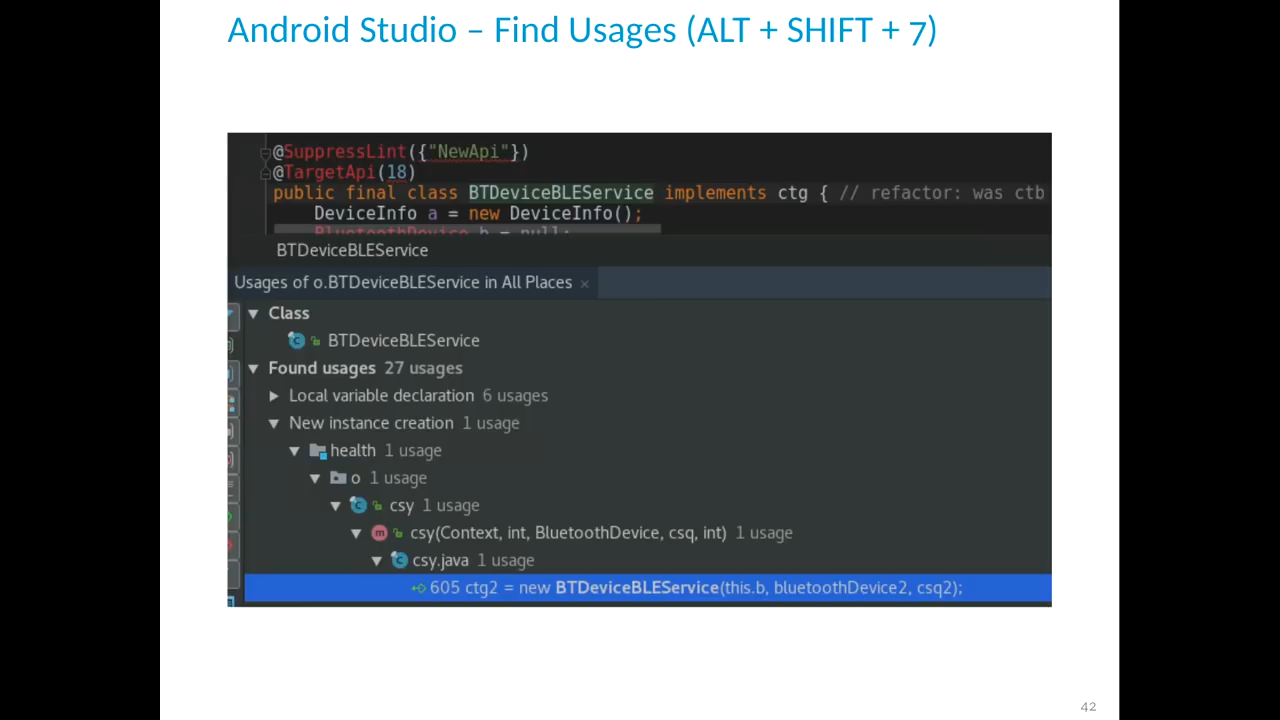 Android Studio – Find Usages (ALT + SHIFT + 7)
@SuppressLint({"NewApi"})
@TargetApi(18)
public final class BTDeviceBLEService implements ctg { // refactor: was ctb
DeviceInfo a = new DeviceInfo();
BluetoothDevice b = null;
BTDeviceBLEService
Usages of o.BTDeviceBLEService in All Places ×
Class
BTDeviceBLEService
Found usages 27 usages
Local variable declaration 6 usages
New instance creation 1 usage
health 1 usage
o 1 usage
csy 1 usage
csy(Context, int, BluetoothDevice, csq, int) 1 usage
csy.java 1 usage
605 ctg2 = new BTDeviceBLEService(this.b, bluetoothDevice2, csq2);
42